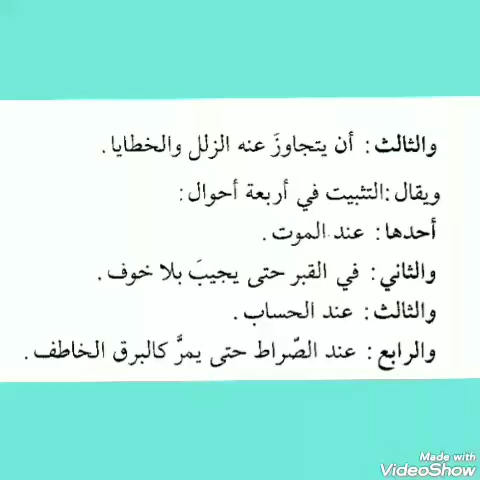 والثالث: أن يتجاوزَ عنه الزلل والخطايا.
ويقال: التثبيت في أربعة أحوال:
أحدها: عند الموت.
والثاني: في القبر حتى يجيبَ بلا خوف.
والثالث: عند الحساب.
والرابع: عند الصّراط حتى يمرَّ كالبرق الخاطف.
Made with
VideoShow